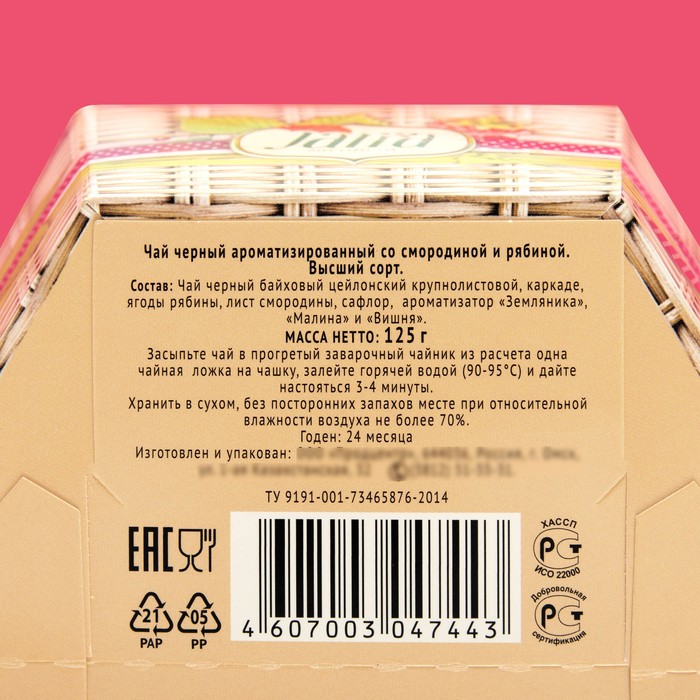 Jalia
Чай черный ароматизированный со смородиной и рябиной.
Высший сорт.
Состав: Чай черный байховый цейлонский крупнолистовой, каркаде,
ягоды рябины, лист смородины, сафлор, ароматизатор «Земляника»,
«Малина» и «Вишня».
МАССА НЕТТО: 125 г
Засыпьте чай в прогретый заварочный чайник из расчета одна
чайная ложка на чашку, залейте горячей водой (90-95°С) и дайте
настояться 3-4 минуты.
Хранить в сухом, без посторонних запахов месте при относительной
влажности воздуха не более 70%.
Годен: 24 месяца
Изготовлен и упакован:
ТУ 9191-001-73465876-2014
EAC
21
PAP
05
PP
4 607003 047443
ХАССП
РСТ
ИСО 22000
Добровольная
РСТ
сертификация